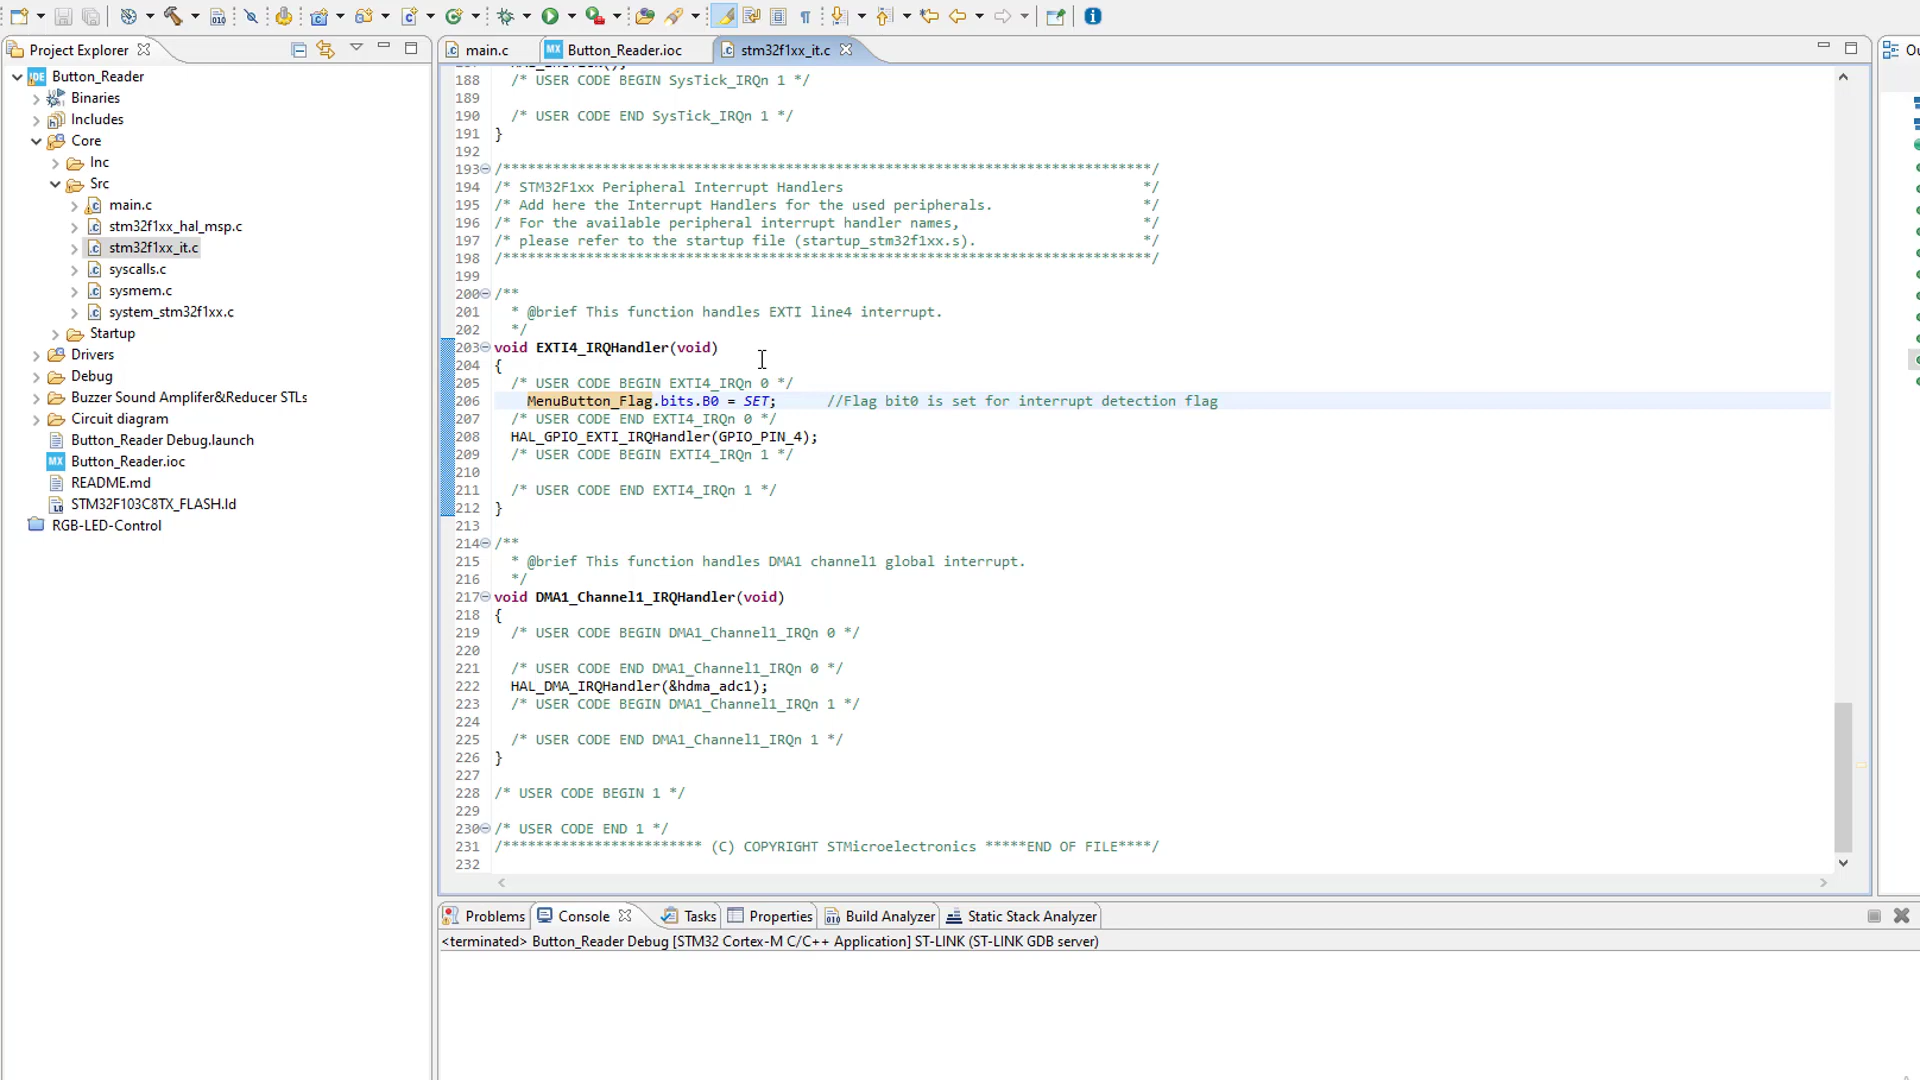 Project Explorer
Button_Reader
Binaries
Includes
Core
Inc
Src
main.c
stm32f1xx_hal_msp.c
stm32f1xx_it.c
syscalls.c
sysmem.c
system_stm32f1xx.c
Startup
Drivers
Debug
Buzzer Sound Amplifer&Reducer STLs
Circuit diagram
Button_Reader Debug.launch
MX Button_Reader.ioc
README.md
STM32F103C8TX_FLASH.ld
RGB-LED-Control
main.c MX Button_Reader.ioc stm32f1xx_it.c
188 /* USER CODE BEGIN SysTick_IRQn 1 */
189
190 /* USER CODE END SysTick_IRQn 1 */
191 }
192
193 /******************************************************************************/
194 /* STM32F1xx Peripheral Interrupt Handlers */
195 /* Add here the Interrupt Handlers for the used peripherals. */
196 /* For the available peripheral interrupt handler names, */
197 /* please refer to the startup file (startup_stm32f1xx.s). */
198 /******************************************************************************/
199
200 /**
201 * @brief This function handles EXTI line4 interrupt.
202 */
203 void EXTI4_IRQHandler(void)
204 {
205 /* USER CODE BEGIN EXTI4_IRQn 0 */
206 MenuButton_Flag.bits.B0 = SET; //Flag bit0 is set for interrupt detection flag
207 /* USER CODE END EXTI4_IRQn 0 */
208 HAL_GPIO_EXTI_IRQHandler(GPIO_PIN_4);
209 /* USER CODE BEGIN EXTI4_IRQn 1 */
210
211 /* USER CODE END EXTI4_IRQn 1 */
212 }
213
214 /**
215 * @brief This function handles DMA1 channel1 global interrupt.
216 */
217 void DMA1_Channel1_IRQHandler(void)
218 {
219 /* USER CODE BEGIN DMA1_Channel1_IRQn 0 */
220
221 /* USER CODE END DMA1_Channel1_IRQn 0 */
222 HAL_DMA_IRQHandler(&hdma_adc1);
223 /* USER CODE BEGIN DMA1_Channel1_IRQn 1 */
224
225 /* USER CODE END DMA1_Channel1_IRQn 1 */
226 }
227
228 /* USER CODE BEGIN 1 */
229
230 /* USER CODE END 1 */
231 /************************ (C) COPYRIGHT STMicroelectronics *****END OF FILE****/
232
Problems Console Tasks Properties Build Analyzer Static Stack Analyzer
<terminated> Button_Reader Debug [STM32 Cortex-M C/C++ Application] ST-LINK (ST-LINK GDB server)